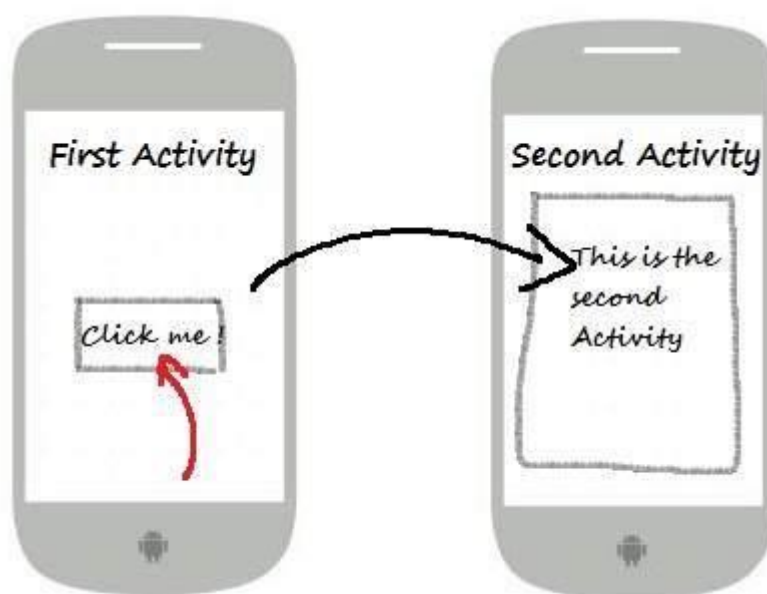 First Activity
Click me!
Second Activity
This is the
second
Activity